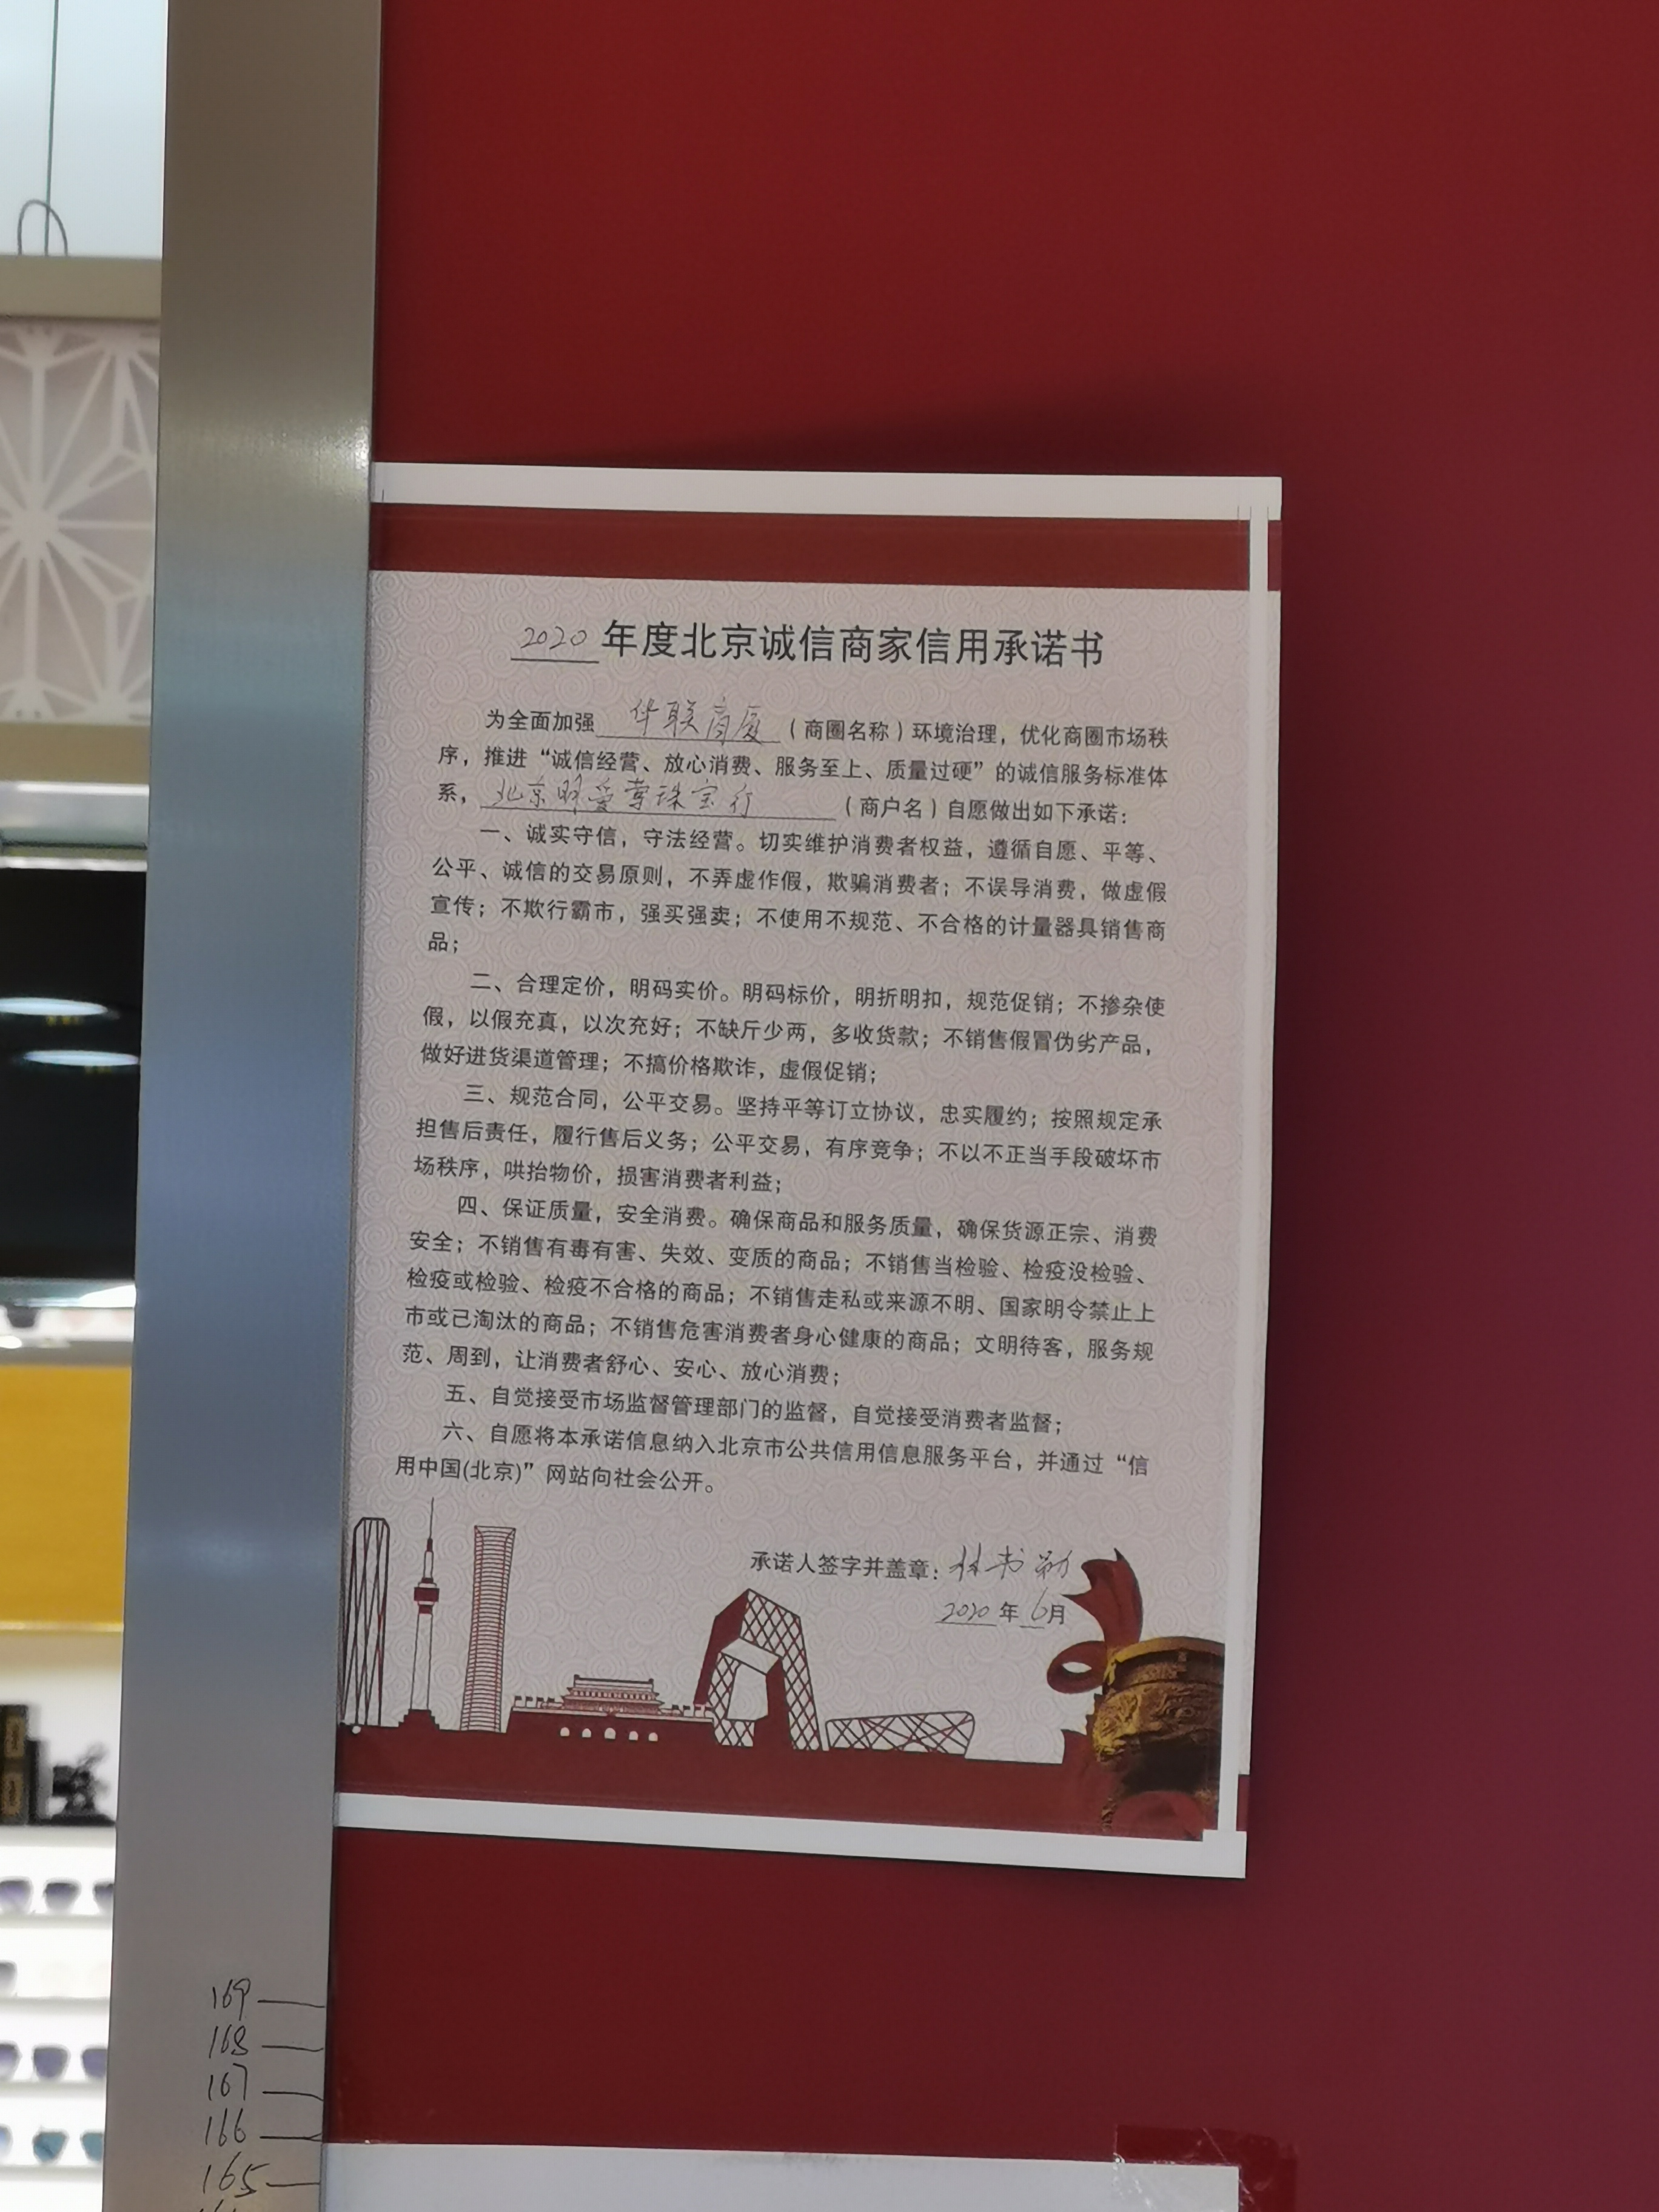 2020年度北京诚信商家信用承诺书
为全面加强 华联商厦（商圈名称）环境治理，优化商圈市场秩
序，推进“诚信经营、放心消费、服务至上、质量过硬”的诚信服务标准体
系，北京 尊珠宝行（商户名）自愿做出如下承诺：
一、诚实守信，守法经营。切实维护消费者权益，遵循自愿、平等、
公平、诚信的交易原则，不弄虚作假，欺骗消费者；不误导消费，做虚假
宣传；不欺行霸市，强买强卖；不使用不规范、不合格的计量器具销售商
品；
二、合理定价，明码实价。明码标价，明折明扣，规范促销；不掺杂使
假，以假充真，以次充好；不缺斤少两，多收货款；不销售假冒伪劣产品，
做好进货渠道管理；不搞价格欺诈，虚假促销；
三、规范合同，公平交易。坚持平等订立协议，忠实履约；按照规定承
担售后责任，履行售后义务；公平交易，有序竞争；不以不正当手段破坏市
场秩序，哄抬物价，损害消费者利益；
四、保证质量，安全消费。确保商品和服务质量，确保货源正宗、消费
安全；不销售有毒有害、失效、变质的商品；不销售当检验、检疫没检验、
检疫或检验、检疫不合格的商品；不销售走私或来源不明、国家明令禁止上
市或已淘汰的商品；不销售危害消费者身心健康的商品；文明待客，服务规
范、周到，让消费者舒心、安心、放心消费；
五、自觉接受市场监督管理部门的监督，自觉接受消费者监督；
六、自愿将本承诺信息纳入北京市公共信用信息服务平台，并通过“信
用中国(北京)”网站向社会公开。
承诺人签字并盖章：林书
2020年6月
169
168
167
166
165